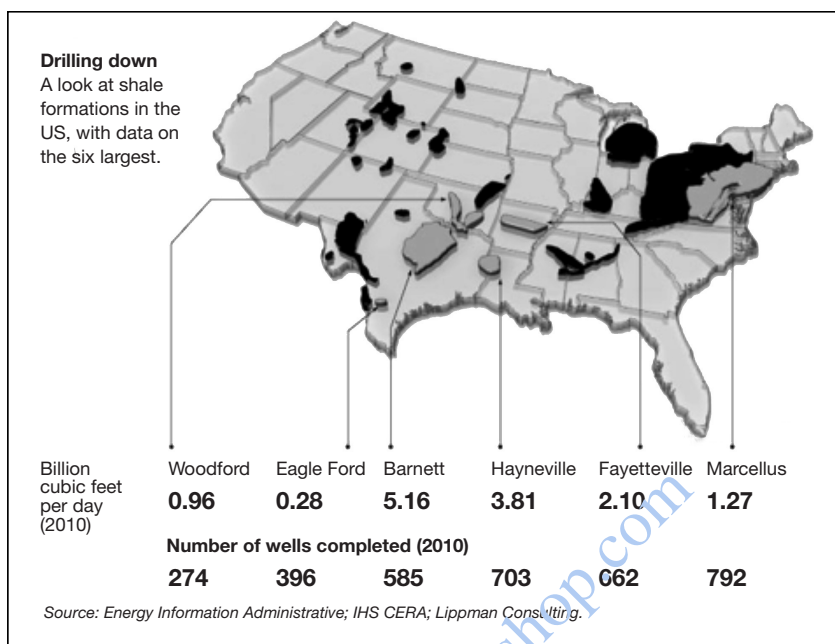 Drilling down
A look at shale
formations in the
US, with data on
the six largest.
Billion
cubic feet
per day
(2010)
Woodford Eagle Ford Barnett Hayneville Fayetteville Marcellus
0.96 0.28 5.16 3.81 2.10 1.27
Number of wells completed (2010)
274 396 585 703 662 792
Source: Energy Information Administrative; IHS CERA; Lippman Consulting.
shop.com